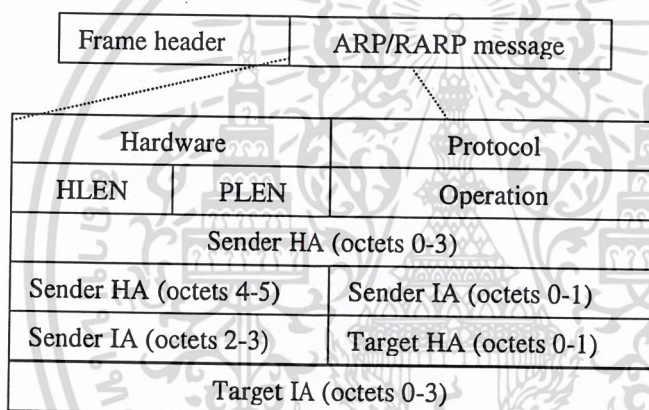 Frame header ARP/RARP message
Hardware Protocol
HLEN PLEN Operation
Sender HA (octets 0-3)
Sender HA (octets 4-5) Sender IA (octets 0-1)
Sender IA (octets 2-3) Target HA (octets 0-1)
Target IA (octets 0-3)